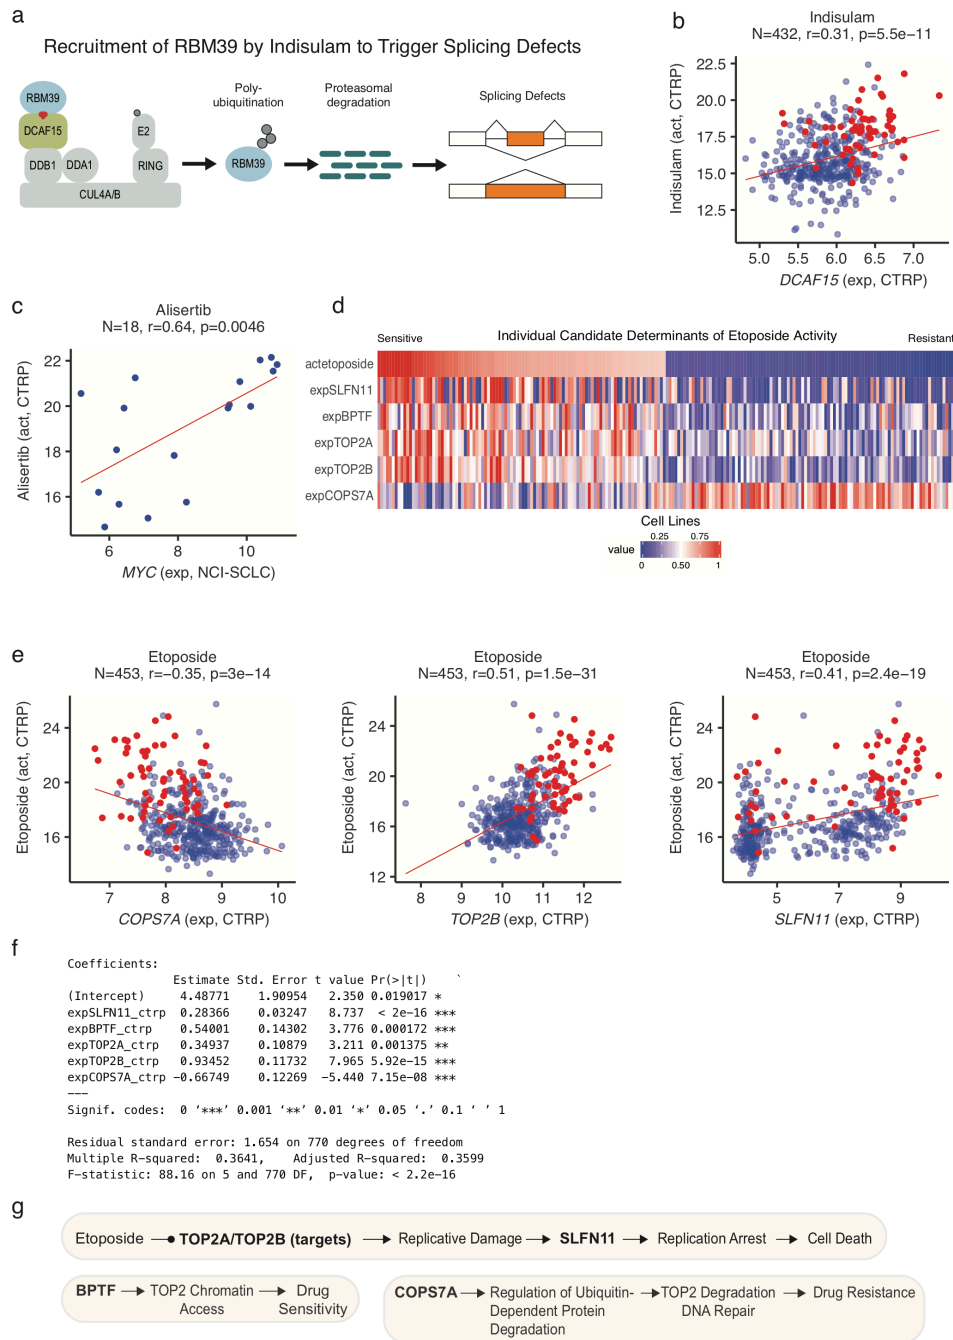 a
Recruitment of RBM39 by Indisulam to Trigger Splicing Defects
RBM39
DCAF15
DDB1
DDA1
E2
RING
CUL4A/B
Poly-
ubiquitination
RBM39
Proteasomal
degradation
Splicing Defects
b
Indisulam
N=432, r=0.31, p=5.5e−11
Indisulam (act, CTRP)
22.5
20.0
17.5
15.0
12.5
5.0 5.5 6.0 6.5 7.0
DCAF15 (exp, CTRP)
c
Alisertib
N=18, r=0.64, p=0.0046
Alisertib (act, CTRP)
22
20
18
16
6 8 10
MYC (exp, NCI-SCLC)
d
Sensitive
Individual Candidate Determinants of Etoposide Activity
Resistant
actetoposide
expSLFN11
expBPTF
expTOP2A
expTOP2B
expCOPS7A
Cell Lines
0.25 0.75
value
0 0.50 1
e
Etoposide
N=453, r=−0.35, p=3e−14
Etoposide (act, CTRP)
24
20
16
7 8 9 10
COPS7A (exp, CTRP)
Etoposide
N=453, r=0.51, p=1.5e−31
Etoposide (act, CTRP)
24
20
16
12
8 9 10 11 12
TOP2B (exp, CTRP)
Etoposide
N=453, r=0.41, p=2.4e−19
Etoposide (act, CTRP)
24
20
16
5 7 9
SLFN11 (exp, CTRP)
f
Coefficients:
Estimate Std. Error t value Pr(>|t|) `
(Intercept) 4.48771 1.90954 2.350 0.019017 *
expSLFN11_ctrp 0.28366 0.03247 8.737 < 2e-16 ***
expBPTF_ctrp 0.54001 0.14302 3.776 0.000172 ***
expTOP2A_ctrp 0.34937 0.10879 3.211 0.001375 **
expTOP2B_ctrp 0.93452 0.11732 7.965 5.92e-15 ***
expCOPS7A_ctrp −0.66749 0.12269 −5.440 7.15e-08 ***
−−−
Signif. codes: 0 ‘***’ 0.001 ‘**’ 0.01 ‘*’ 0.05 ‘.’ 0.1 ‘ ’ 1
Residual standard error: 1.654 on 770 degrees of freedom
Multiple R-squared: 0.3641, Adjusted R-squared: 0.3599
F-statistic: 88.16 on 5 and 770 DF, p-value: < 2.2e-16
g
Etoposide TOP2A/TOP2B (targets) Replicative Damage SLFN11 Replication Arrest Cell Death
BPTF TOP2 Chromatin Drug
Access Sensitivity
COPS7A Regulation of Ubiquitin- TOP2 Degradation Drug Resistance
Dependent Protein DNA Repair
Degradation